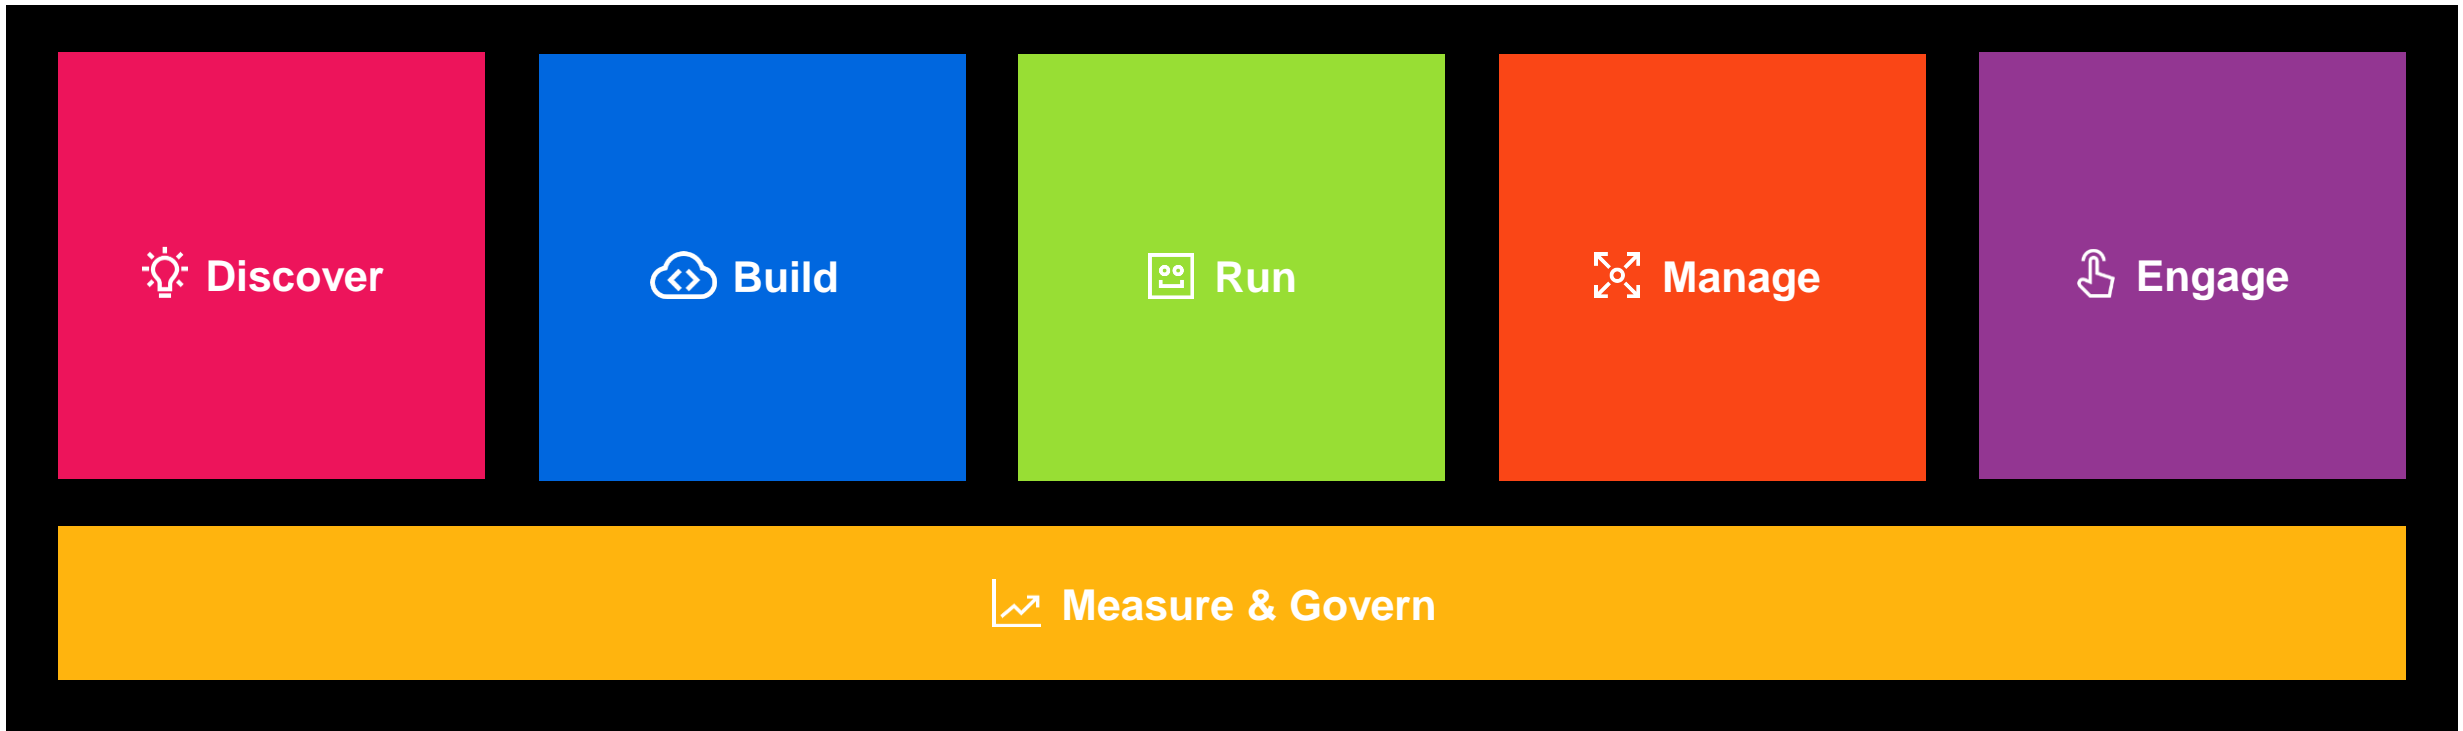 Discover
Build
Run
Manage
Engage
Measure & Govern